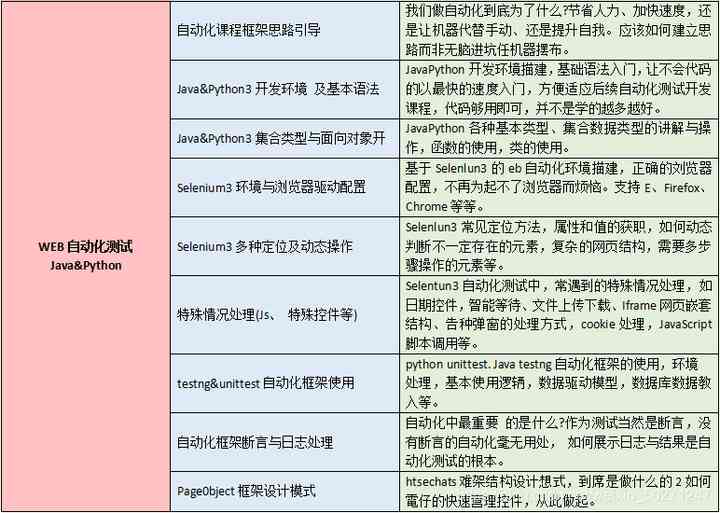 WEB 自动化测试
Java&Python
自动化课程框架思路引导
我们做自动化到底为了什么?节省人力、加快速度，还
是让机器代替手动、还是提升自我。应该如何建立思
路而非无脑进坑任机器摆布。
Java&Python3 开发环境 及基本语法
JavaPython 开发环境描建，基础语法入门，让不会代码
的以最快的速度入门，方便适应后续自动化测试开发
课程，代码够用即可，并不是学的越多越好。
Java&Python3 集合类型与面向对象开
JavaPython 各种基本类型、集合数据类型的讲解与操
作，函数的使用，类的使用。
Selenium3 环境与浏览器驱动配置
基于 Selenlun3 的 eb 自动化环境描建，正确的浏览器
配置，不再为起不了浏览器而烦恼。支持 E、Firefox、
Chrome 等等。
Selenium3 多种定位及动态操作
Selenlun3 常见定位方法，属性和值的获职，如何动态
判断不一定存在的元素，复杂的网页结构，需要多步
骤操作的元素等。
特殊情况处理(Js、 特殊控件等)
Selentun3 自动化测试中，常遇到的特殊情况处理，如
日期控件，智能等待、文件上传下载、Iframe 网页嵌套
结构、告种弹窗的处理方式，cookie 处理，JavaScript
脚本调用等。
testng&unittest 自动化框架使用
python unittest. Java testng 自动化框架的使用，环境
处理，基本使用逻辑，数据驱动模型，数据库数据教
入等。
自动化框架断言与日志处理
自动化中最重要 的是什么?作为测试当然是断言，没
有断言的自动化毫无用处， 如何展示日志与结果是自
动化测试的根本。
PageObject 框架设计模式
htsechats 难架结构设计想式，到席是做什么的 2 如何
電仔的快速营理控件，从此做起。